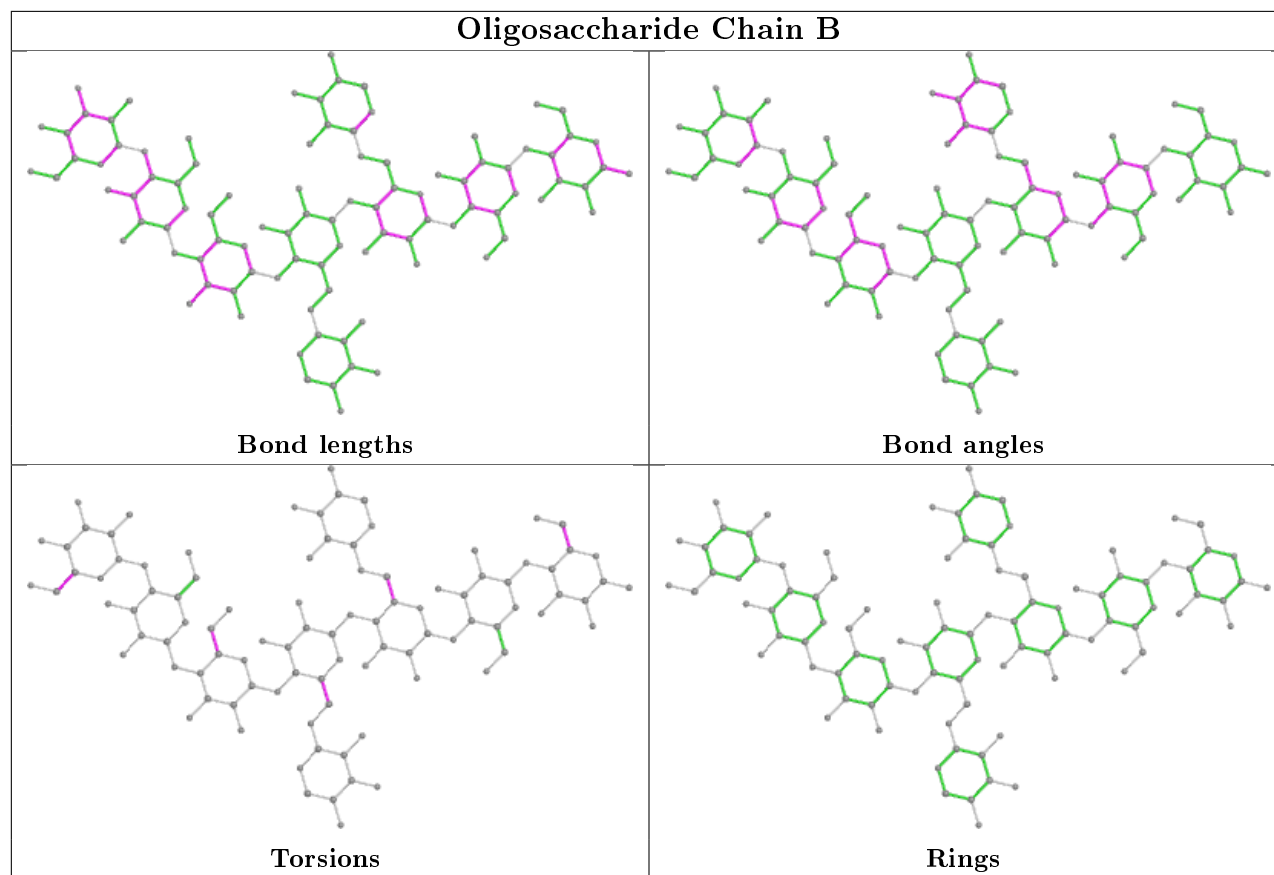 Oligosaccharide Chain B
Bond lengths
Bond angles
Torsions
Rings